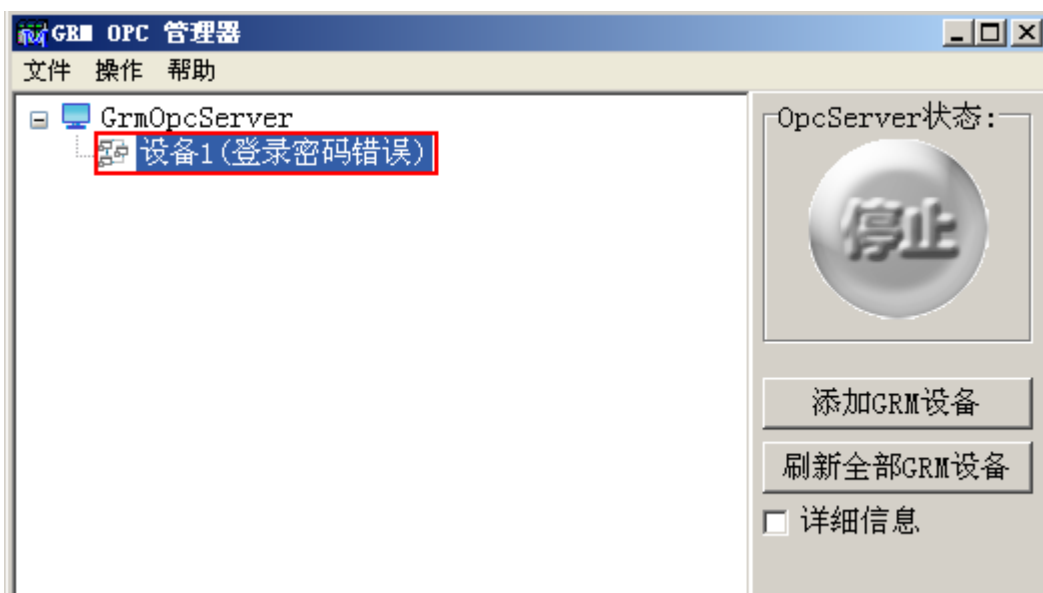 GRM OPC 管理器
文件 操作 帮助
GrmOpcServer
设备1(登录密码错误)
OpcServer状态:
停止
添加GRM设备
刷新全部GRM设备
详细信息